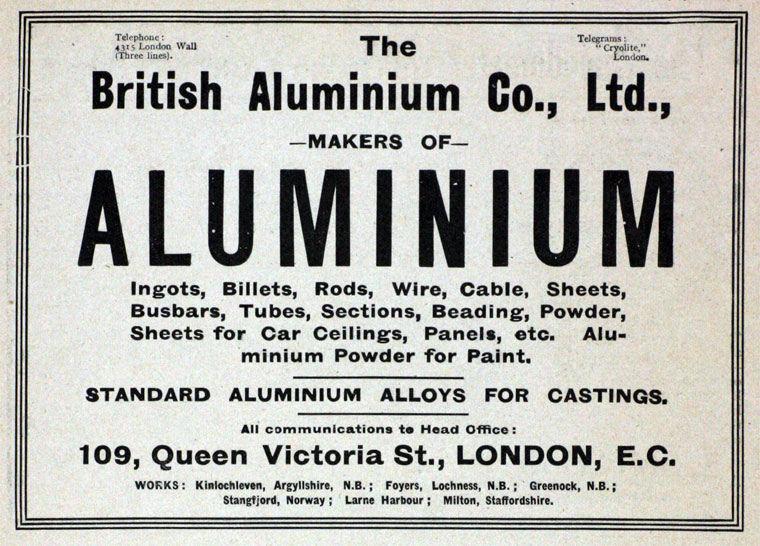 Telephone:
4315 London Wall
(Three lines).
Telegrams:
"Cryolite,"
London.
The
British Aluminium Co., Ltd.,
—MAKERS OF—
ALUMINIUM
Ingots, Billets, Rods, Wire, Cable, Sheets,
Busbars, Tubes, Sections, Beading, Powder,
Sheets for Car Ceilings, Panels, etc. Alu-
minium Powder for Paint.
STANDARD ALUMINIUM ALLOYS FOR CASTINGS.
All communications to Head Office:
109, Queen Victoria St., LONDON, E.C.
WORKS: Kinlochleven, Argyllshire, N.B.; Foyers, Lochness, N.B.; Greenock, N.B.;
Stangfjord, Norway; Larne Harbour; Milton, Staffordshire.